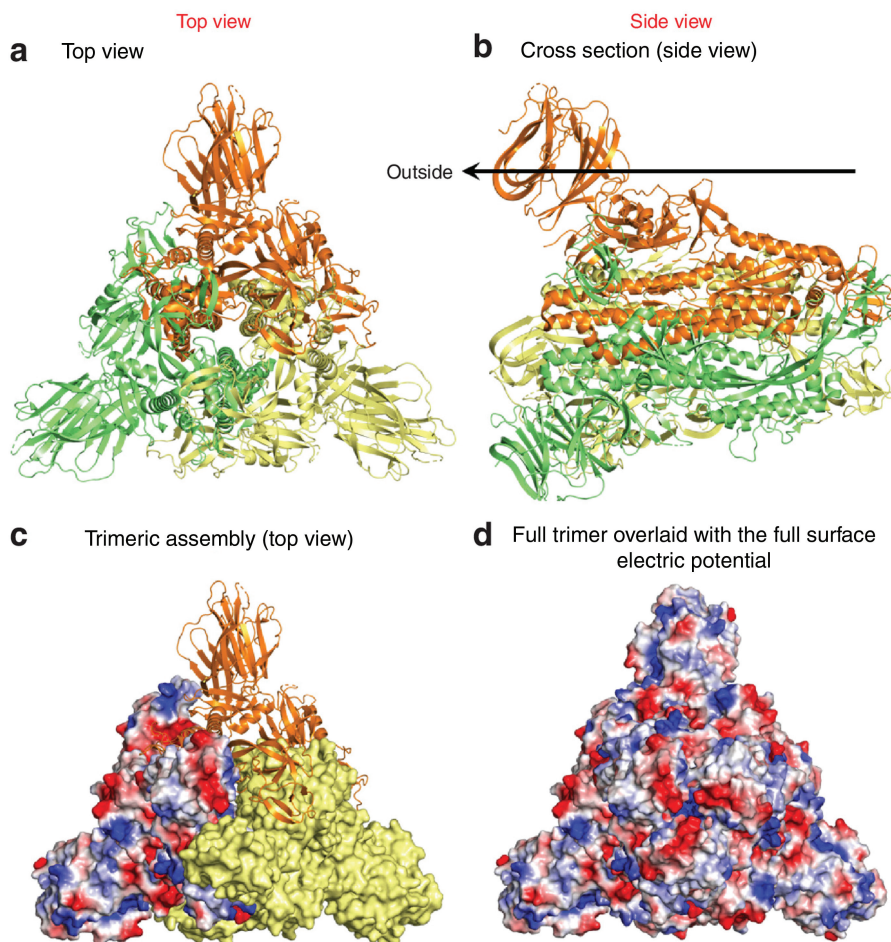 Top view
Side view
a Top view
b Cross section (side view)
Outside
c Trimeric assembly (top view)
d Full trimer overlaid with the full surface
electric potential